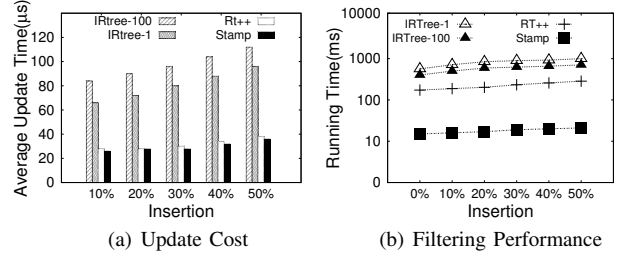 IRtree-100 Rt++
IRtree-1 Stamp
Average Update Time(μs)
120
100
80
60
40
20
0
10% 20% 30% 40% 50%
Insertion
(a) Update Cost
IRTree-1 RT++
IRTree-100 Stamp
Running Time(ms)
10000
1000
100
10
0
0% 10% 20% 30% 40% 50%
Insertion
(b) Filtering Performance